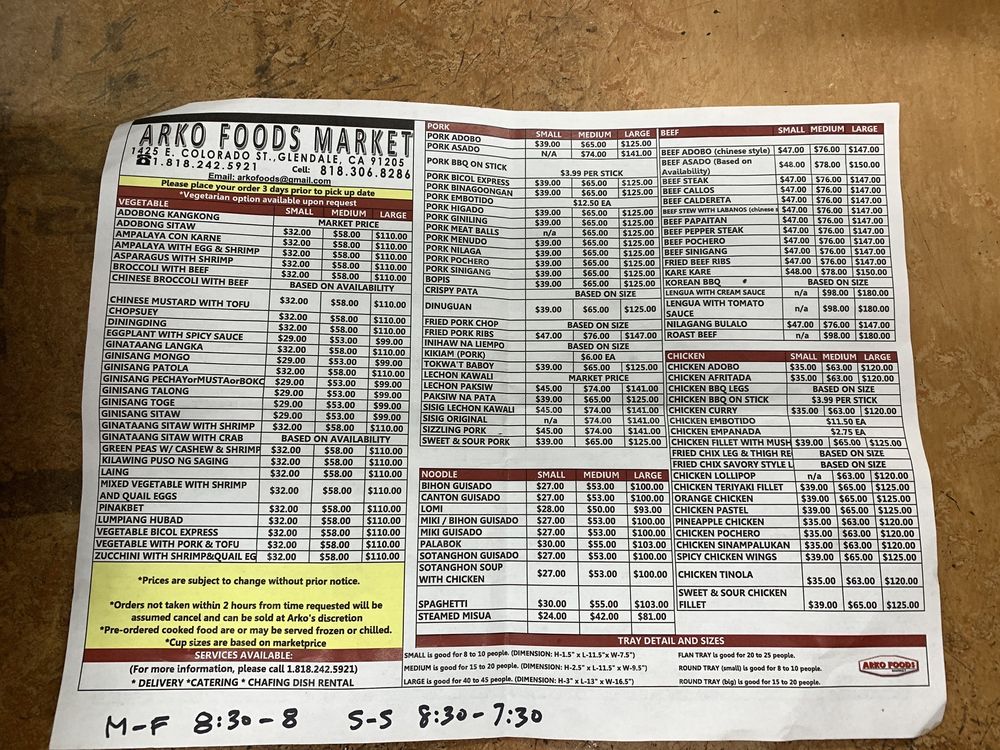 ARKO FOODS MARKET
1425 E. COLORADO ST.,GLENDALE, CA 91205
☎1.818.242.5921 Cell: 818.306.8286
Email: arkofoods@gmail.com
Please place your order 3 days prior to pick up date
*Vegetarian option available upon request
VEGETABLE SMALL MEDIUM LARGE
ADOBONG KANGKONG MARKET PRICE
ADOBONG SITAW $32.00 $58.00 $110.00
AMPALAYA CON KARNE $32.00 $58.00 $110.00
AMPALAYA WITH EGG & SHRIMP $32.00 $58.00 $110.00
ASPARAGUS WITH SHRIMP $32.00 $58.00 $110.00
BROCCOLI WITH BEEF $32.00 $58.00 $110.00
CHINESE BROCCOLI WITH BEEF BASED ON AVAILABILITY
CHINESE MUSTARD WITH TOFU $32.00 $58.00 $110.00
CHOPSUEY $32.00 $58.00 $110.00
DININGDING $29.00 $53.00 $99.00
EGGPLANT WITH SPICY SAUCE $29.00 $53.00 $99.00
GINATAANG LANGKA $32.00 $58.00 $110.00
GINISANG MONGO $29.00 $53.00 $99.00
GINISANG PATOLA $32.00 $58.00 $110.00
GINISANG PECHAYorMUSTAorBOKC $29.00 $53.00 $99.00
GINISANG TALONG $29.00 $53.00 $99.00
GINISANG TOGE $29.00 $53.00 $99.00
GINISANG SITAW $29.00 $53.00 $99.00
GINATAANG SITAW WITH SHRIMP $32.00 $58.00 $110.00
GINATAANG SITAW WITH CRAB BASED ON AVAILABILITY
GREEN PEAS W/ CASHEW & SHRIMP $32.00 $58.00 $110.00
KILAWING PUSO NG SAGING $32.00 $58.00 $110.00
LAING $32.00 $58.00 $110.00
MIXED VEGETABLE WITH SHRIMP
AND QUAIL EGGS $32.00 $58.00 $110.00
PINAKBET $32.00 $58.00 $110.00
LUMPIANG HUBAD $32.00 $58.00 $110.00
VEGETABLE BICOL EXPRESS $32.00 $58.00 $110.00
VEGETABLE WITH PORK & TOFU $32.00 $58.00 $110.00
ZUCCHINI WITH SHRIMP&QUAIL EG $32.00 $58.00 $110.00
*Prices are subject to change without prior notice.
*Orders not taken within 2 hours from time requested will be
assumed cancel and can be sold at Arko's discretion
*Pre-ordered cooked food are or may be served frozen or chilled.
*Cup sizes are based on marketprice
SERVICES AVAILABLE:
(For more information, please call 1.818.242.5921)
* DELIVERY *CATERING * CHAFING DISH RENTAL
PORK SMALL MEDIUM LARGE
PORK ADOBO $39.00 $65.00 $125.00
PORK ASADO N/A $74.00 $141.00
PORK BBQ ON STICK $3.99 PER STICK
PORK BICOL EXPRESS $39.00 $65.00 $125.00
PORK BINAGOONGAN $39.00 $65.00 $125.00
PORK EMBOTIDO $12.50 EA
PORK HIGADO $39.00 $65.00 $125.00
PORK GINILING $39.00 $65.00 $125.00
PORK MEAT BALLS n/a $65.00 $125.00
PORK MENUDO $39.00 $65.00 $125.00
PORK NILAGA $39.00 $65.00 $125.00
PORK POCHERO $39.00 $65.00 $125.00
PORK SINIGANG $39.00 $65.00 $125.00
BOPIS $39.00 $65.00 $125.00
CRISPY PATA BASED ON SIZE
DINUGUAN $39.00 $65.00 $125.00
FRIED PORK CHOP BASED ON SIZE
FRIED PORK RIBS $47.00 $76.00 $147.00
INIHAW NA LIEMPO BASED ON SIZE
KIKIAM (PORK) $6.00 EA
TOKWA'T BABOY $39.00 $65.00 $125.00
LECHON KAWALI MARKET PRICE
LECHON PAKSIW $45.00 $74.00 $141.00
PAKSIW NA PATA $39.00 $65.00 $125.00
SISIG LECHON KAWALI $45.00 $74.00 $141.00
SISIG ORIGINAL n/a $74.00 $141.00
SIZZLING PORK $45.00 $74.00 $141.00
SWEET & SOUR PORK $39.00 $65.00 $125.00
NOODLE SMALL MEDIUM LARGE
BIHON GUISADO $27.00 $53.00 $100.00
CANTON GUISADO $27.00 $53.00 $100.00
LOMI $28.00 $50.00 $93.00
MIKI / BIHON GUISADO $27.00 $53.00 $100.00
MIKI GUISADO $27.00 $53.00 $100.00
PALABOK $30.00 $55.00 $103.00
SOTANGHON GUISADO $27.00 $53.00 $100.00
SOTANGHON SOUP
WITH CHICKEN $27.00 $53.00 $100.00
SPAGHETTI $30.00 $55.00 $103.00
STEAMED MISUA $24.00 $42.00 $81.00
BEEF SMALL MEDIUM LARGE
BEEF ADOBO (chinese style) $47.00 $76.00 $147.00
BEEF ASADO (Based on
Availability) $48.00 $78.00 $150.00
BEEF STEAK $47.00 $76.00 $147.00
BEEF CALLOS $47.00 $76.00 $147.00
BEEF CALDERETA $47.00 $76.00 $147.00
BEEF STEW WITH LABANOS (chinese s $47.00 $76.00 $147.00
BEEF PAPAITAN $47.00 $76.00 $147.00
BEEF PEPPER STEAK $47.00 $76.00 $147.00
BEEF POCHERO $47.00 $76.00 $147.00
BEEF SINIGANG $47.00 $76.00 $147.00
FRIED BEEF RIBS $47.00 $76.00 $147.00
KARE KARE $48.00 $78.00 $150.00
KOREAN BBQ BASED ON SIZE
LENGUA WITH CREAM SAUCE n/a $98.00 $180.00
LENGUA WITH TOMATO
SAUCE n/a $98.00 $180.00
NILAGANG BULALO $47.00 $76.00 $147.00
ROAST BEEF n/a $98.00 $180.00
CHICKEN SMALL MEDIUM LARGE
CHICKEN ADOBO $35.00 $63.00 $120.00
CHICKEN AFRITADA $35.00 $63.00 $120.00
CHICKEN BBQ LEGS BASED ON SIZE
CHICKEN BBQ ON STICK $3.99 PER STICK
CHICKEN CURRY $35.00 $63.00 $120.00
CHICKEN EMBOTIDO $11.50 EA
CHICKEN EMPANADA $2.75 EA
CHICKEN FILLET WITH MUSH $39.00 $65.00 $125.00
FRIED CHIX LEG & THIGH RE BASED ON SIZE
FRIED CHIX SAVORY STYLE L BASED ON SIZE
CHICKEN LOLLIPOP n/a $63.00 $120.00
CHICKEN TERIYAKI FILLET $39.00 $65.00 $125.00
ORANGE CHICKEN $39.00 $65.00 $125.00
CHICKEN PASTEL $39.00 $65.00 $125.00
PINEAPPLE CHICKEN $35.00 $63.00 $120.00
CHICKEN POCHERO $35.00 $63.00 $120.00
CHICKEN SINAMPALUKAN $35.00 $63.00 $120.00
SPICY CHICKEN WINGS $39.00 $65.00 $125.00
CHICKEN TINOLA $35.00 $63.00 $120.00
SWEET & SOUR CHICKEN
FILLET $39.00 $65.00 $125.00
TRAY DETAIL AND SIZES
SMALL is good for 8 to 10 people. (DIMENSION: H-1.5" x L-11.5"x W-7.5") FLAN TRAY is good for 20 to 25 people.
MEDIUM is good for 15 to 20 people. (DIMENSION: H-2.5" x L-11.5" x W-9.5") ROUND TRAY (small) is good for 8 to 10 people.
LARGE is good for 40 to 45 people. (DIMENSION: H-3" x L-13" x W-16.5") ROUND TRAY (big) is good for 15 to 20 people.
ARKO FOODS
M-F 8:30-8 S-S 8:30-7:30